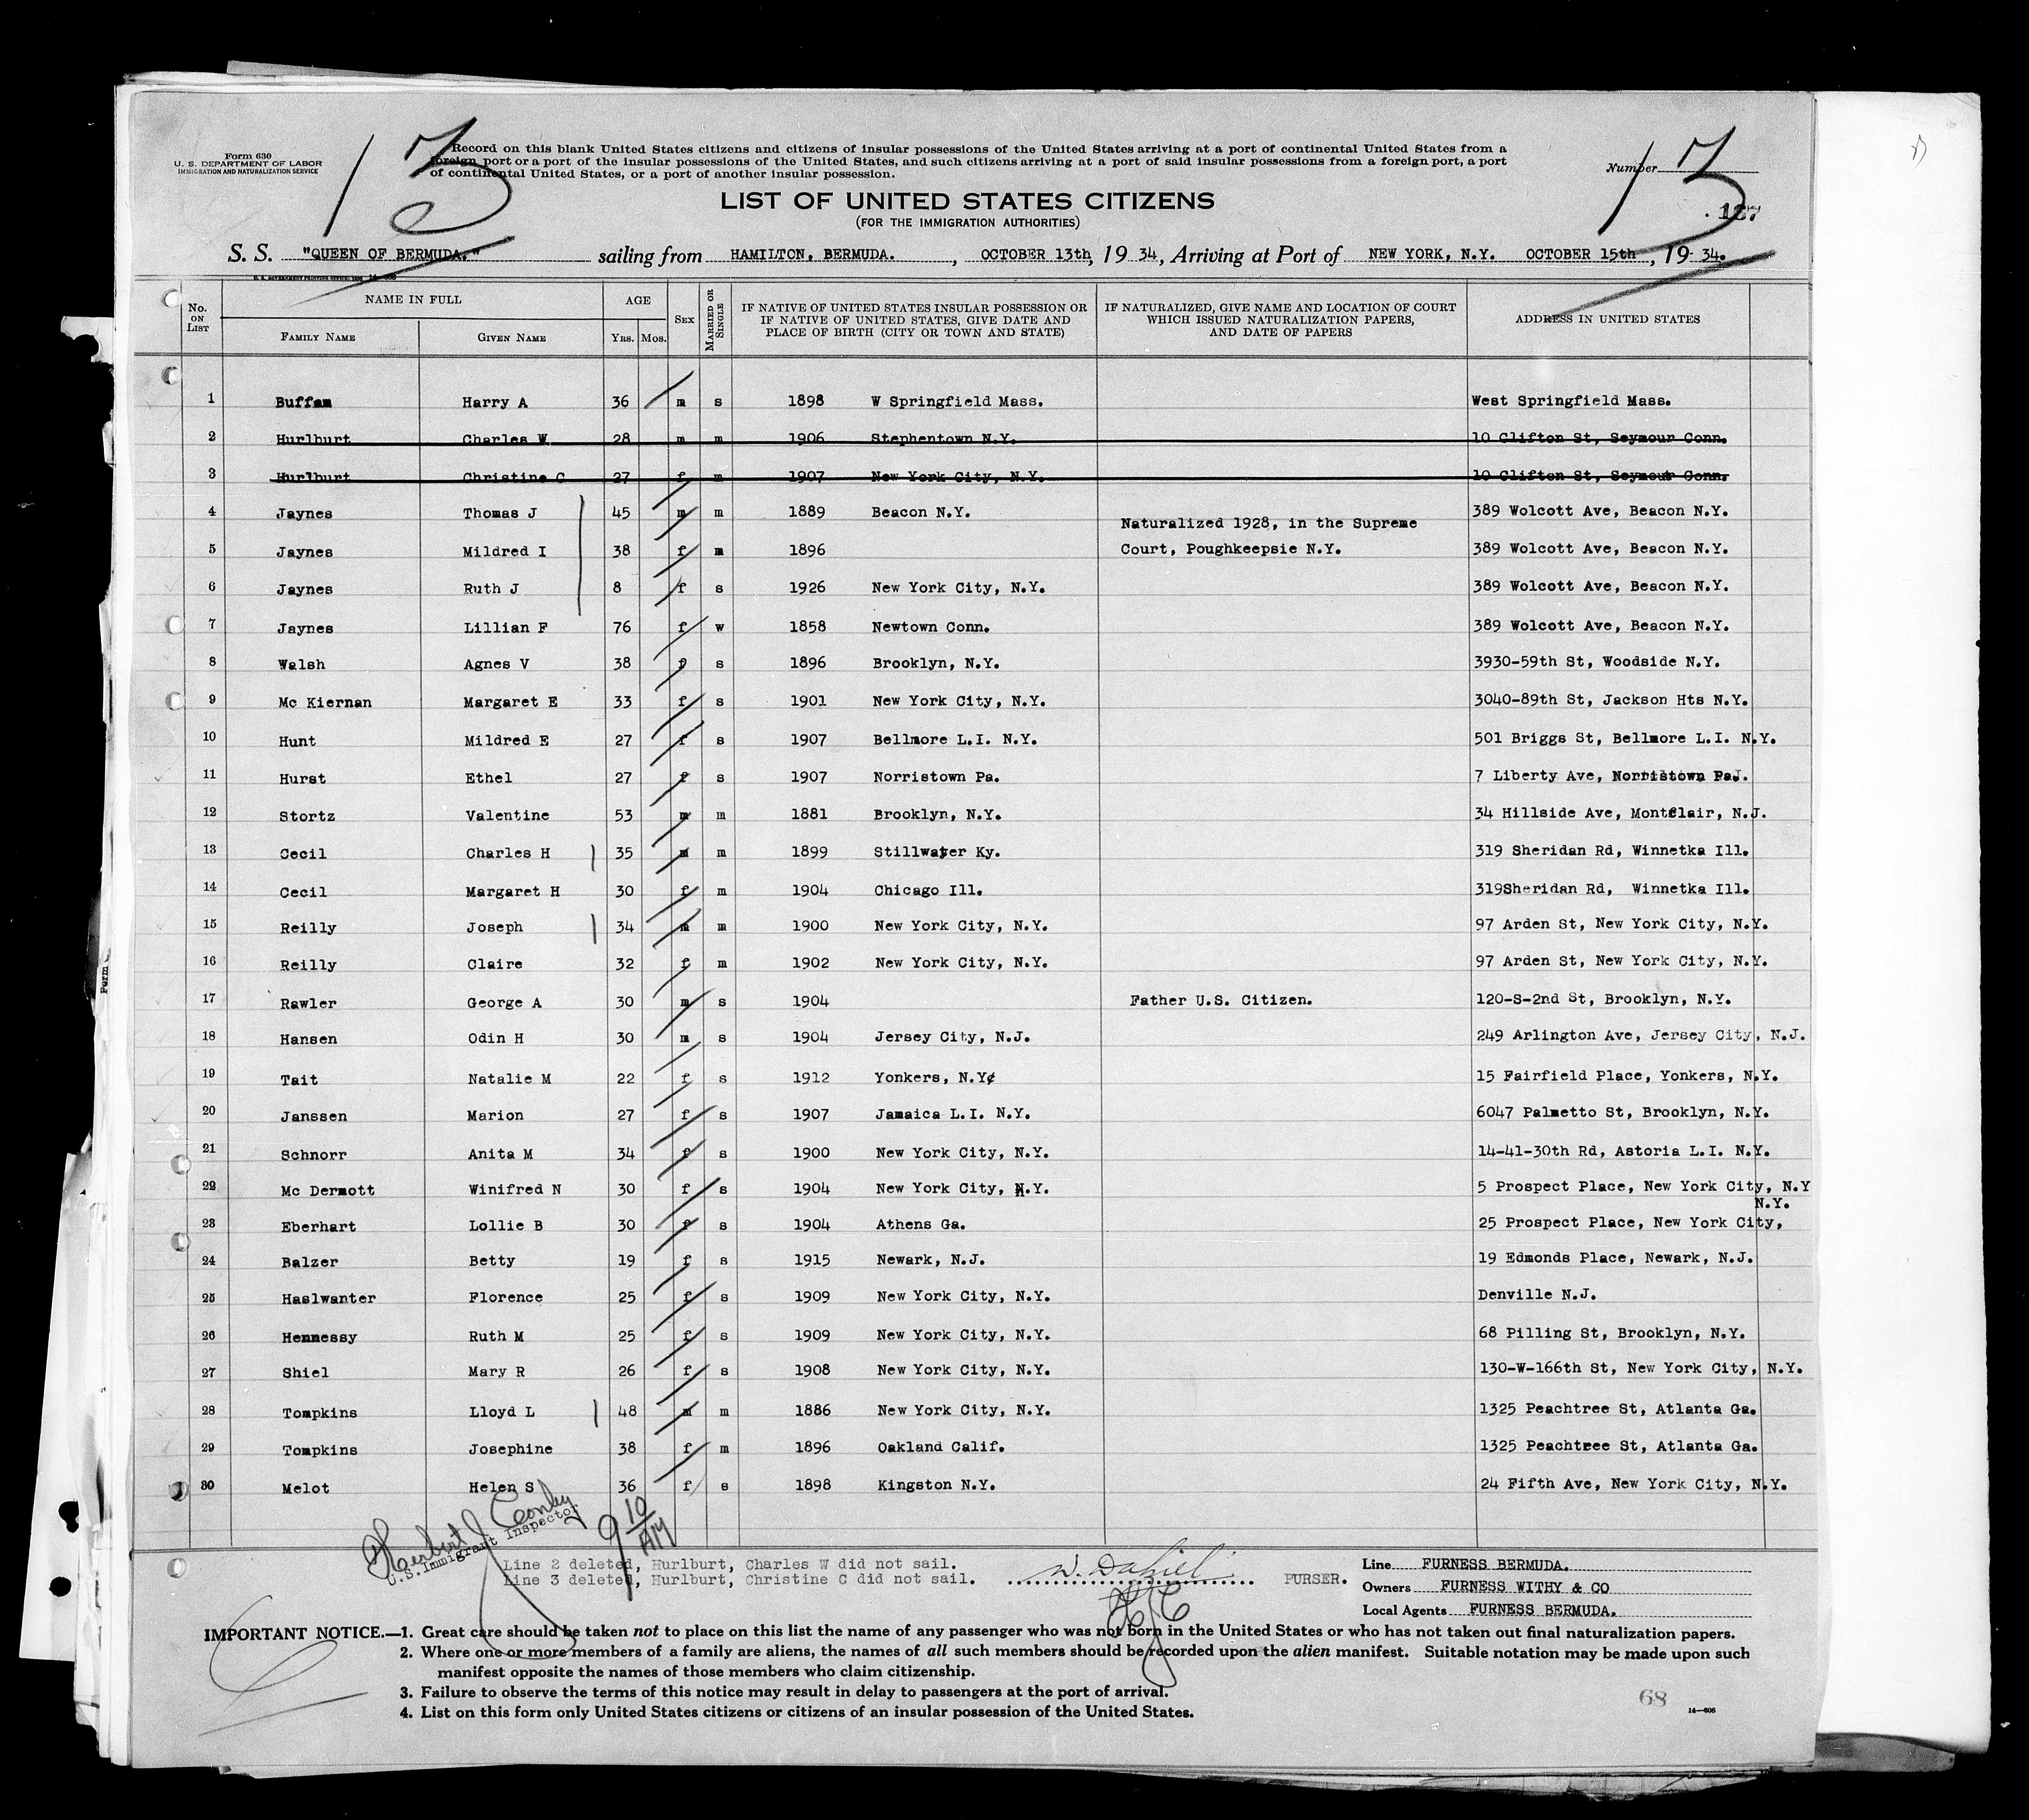 Form 630
U. S. DEPARTMENT OF LABOR
IMMIGRATION AND NATURALIZATION SERVICE
13
Record on this blank United States citizens and citizens of insular possessions of the United States arriving at a port of continental United States from a
foreign port or a port of the insular possessions of the United States, and such citizens arriving at a port of said insular possessions from a foreign port, a port
of continental United States, or a port of another insular possession.
Number 13
LIST OF UNITED STATES CITIZENS
(FOR THE IMMIGRATION AUTHORITIES)
S. S. "QUEEN OF BERMUDA." sailing from HAMILTON, BERMUDA. , OCTOBER 13th, 19 34, Arriving at Port of NEW YORK, N.Y. OCTOBER 15th, 19 34.
No. ON LIST NAME IN FULL AGE SEX MARRIED OR SINGLE IF NATIVE OF UNITED STATES INSULAR POSSESSION OR IF NATIVE OF UNITED STATES, GIVE DATE AND PLACE OF BIRTH (CITY OR TOWN AND STATE) IF NATURALIZED, GIVE NAME AND LOCATION OF COURT WHICH ISSUED NATURALIZATION PAPERS, AND DATE OF PAPERS ADDRESS IN UNITED STATES
FAMILY NAME GIVEN NAME YRS. MOS.
1 Buffam Harry A 36 m s 1898 W Springfield Mass. West Springfield Mass.
2 Hurlburt Charles W 28 m m 1906 Stephentown N.Y. 10 Clifton St, Seymour Conn.
3 Hurlburt Christine C 27 f m 1907 New York City, N.Y. 10 Clifton St, Seymour Conn.
4 Jaynes Thomas J 45 m m 1889 Beacon N.Y. 389 Wolcott Ave, Beacon N.Y.
Naturalized 1928, in the Supreme
5 Jaynes Mildred I 38 f m 1896 Court, Poughkeepsie N.Y. 389 Wolcott Ave, Beacon N.Y.
6 Jaynes Ruth J 8 f s 1926 New York City, N.Y. 389 Wolcott Ave, Beacon N.Y.
7 Jaynes Lillian F 76 f w 1858 Newtown Conn. 389 Wolcott Ave, Beacon N.Y.
8 Walsh Agnes V 38 f s 1896 Brooklyn, N.Y. 3930-59th St, Woodside N.Y.
9 Mc Kiernan Margaret E 33 f s 1901 New York City, N.Y. 3040-89th St, Jackson Hts N.Y.
10 Hunt Mildred E 27 f s 1907 Bellmore L.I. N.Y. 501 Briggs St, Bellmore L.I. N.Y.
11 Hurst Ethel 27 f s 1907 Norristown Pa. 7 Liberty Ave, Norristown Pa.
12 Stortz Valentine 53 m m 1881 Brooklyn, N.Y. 34 Hillside Ave, Montclair, N.J.
13 Cecil Charles H 35 m m 1899 Stillwater Ky. 319 Sheridan Rd, Winnetka Ill.
14 Cecil Margaret H 30 f m 1904 Chicago Ill. 319Sheridan Rd, Winnetka Ill.
15 Reilly Joseph 34 m m 1900 New York City, N.Y. 97 Arden St, New York City, N.Y.
16 Reilly Claire 32 f m 1902 New York City, N.Y. 97 Arden St, New York City, N.Y.
17 Rawler George A 30 m s 1904 Father U.S. Citizen. 120-S-2nd St, Brooklyn, N.Y.
18 Hansen Odin H 30 m s 1904 Jersey City, N.J. 249 Arlington Ave, Jersey City, N.J.
19 Tait Natalie M 22 f s 1912 Yonkers, N.Y¢ 15 Fairfield Place, Yonkers, N.Y.
20 Janssen Marion 27 f s 1907 Jamaica L.I. N.Y. 6047 Palmetto St, Brooklyn, N.Y.
21 Schnorr Anita M 34 f s 1900 New York City, N.Y. 14-41-30th Rd, Astoria L.I. N.Y.
22 Mc Dermott Winifred N 30 f s 1904 New York City, N.Y. 5 Prospect Place, New York City, N.Y
N.Y.
23 Eberhart Lollie B 30 f s 1904 Athens Ga. 25 Prospect Place, New York City,
24 Balzer Betty 19 f s 1915 Newark, N.J. 19 Edmonds Place, Newark, N.J.
25 Haslwanter Florence 25 f s 1909 New York City, N.Y. Denville N.J.
26 Hennessy Ruth M 25 f s 1909 New York City, N.Y. 68 Pilling St, Brooklyn, N.Y.
27 Shiel Mary R 26 f s 1908 New York City, N.Y. 130-W-166th St, New York City, N.Y.
28 Tompkins Lloyd L 48 m m 1886 New York City, N.Y. 1325 Peachtree St, Atlanta Ga.
29 Tompkins Josephine 38 f m 1896 Oakland Calif. 1325 Peachtree St, Atlanta Ga.
30 Melot Helen S 36 f s 1898 Kingston N.Y. 24 Fifth Ave, New York City, N.Y.
Herbert J Conley 9 10 AM
U.S. Immigrant Inspector
Line 2 deleted, Hurlburt, Charles W did not sail.
Line 3 deleted, Hurlburt, Christine C did not sail. W. Daniel PURSER.
Line FURNESS BERMUDA.
Owners FURNESS WITHY & CO
Local Agents FURNESS BERMUDA.
IMPORTANT NOTICE.—1. Great care should be taken not to place on this list the name of any passenger who was not born in the United States or who has not taken out final naturalization papers.
2. Where one or more members of a family are aliens, the names of all such members should be recorded upon the alien manifest. Suitable notation may be made upon such
manifest opposite the names of those members who claim citizenship.
3. Failure to observe the terms of this notice may result in delay to passengers at the port of arrival.
4. List on this form only United States citizens or citizens of an insular possession of the United States.
68
14—608